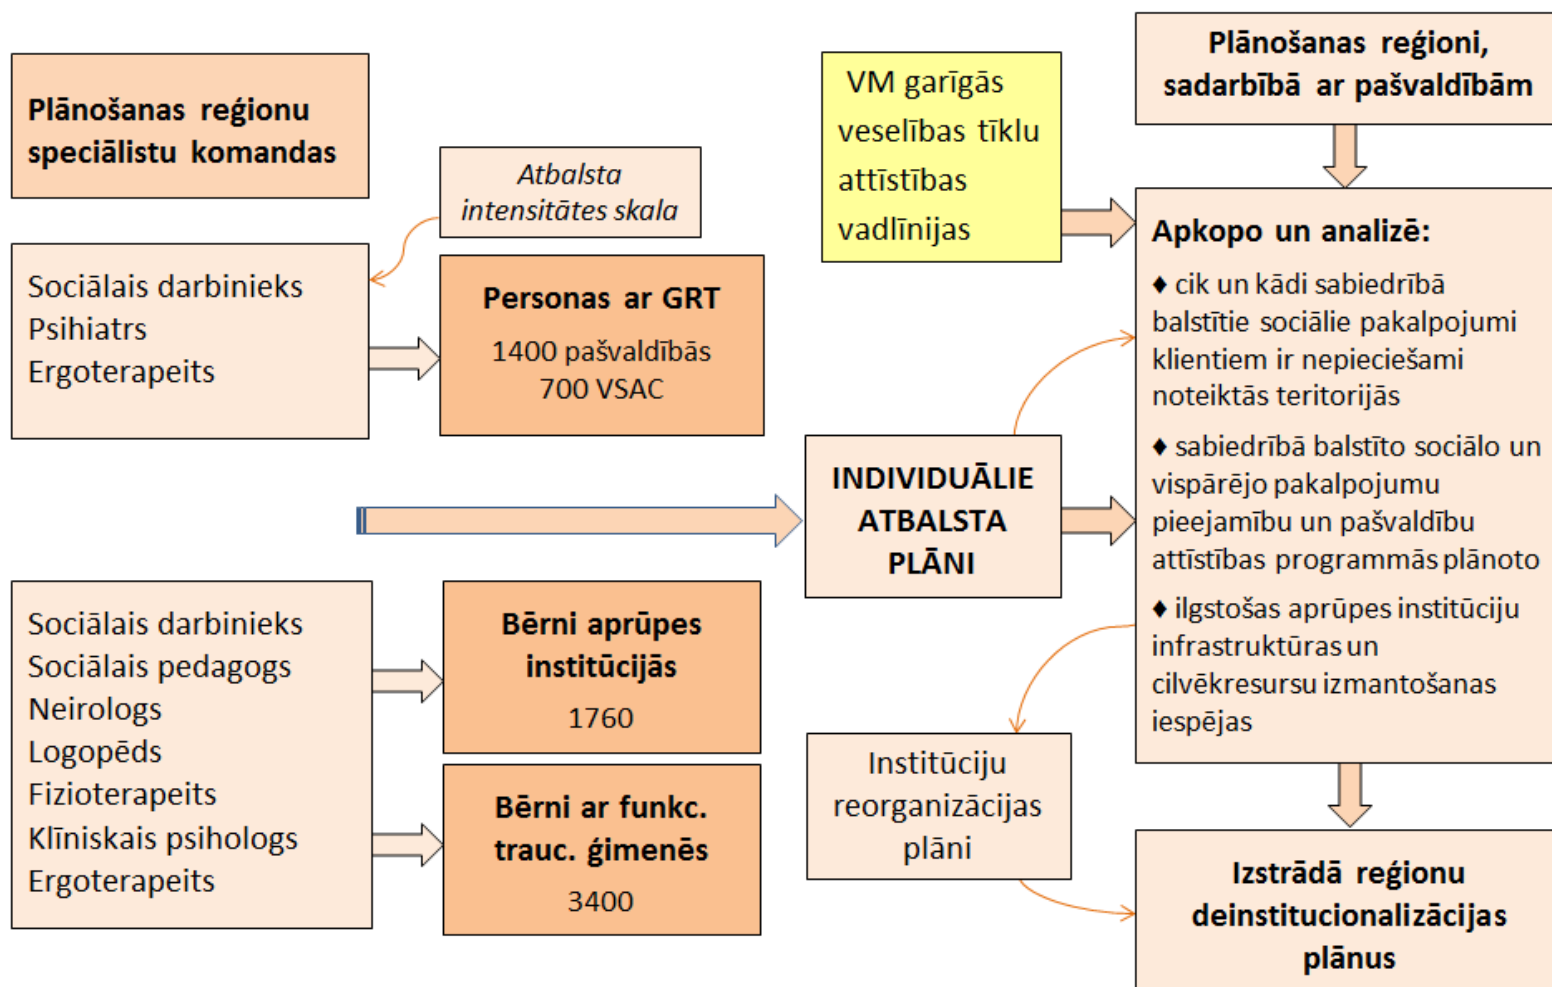 Plānošanas reģionu
speciālistu komandas
Atbalsta
intensitātes skala
Sociālais darbinieks
Psihiatrs
Ergoterapeits
Personas ar GRT
1400 pašvaldībās
700 VSAC
Sociālais darbinieks
Sociālais pedagogs
Neirologs
Logopēds
Fizioterapeits
Klīniskais psihologs
Ergoterapeits
Bērni aprūpes
institūcijās
1760
Bērni ar funkc.
trauc. ģimenēs
3400
INDIVIDUĀLIE
ATBALSTA
PLĀNI
VM garīgās
veselības tīklu
attīstības
vadlīnijas
Plānošanas reģioni,
sadarbībā ar pašvaldībām
Apkopo un analizē:
♦ cik un kādi sabiedrībā
balstītie sociālie pakalpojumi
klientiem ir nepieciešami
noteiktās teritorijās
♦ sabiedrībā balstīto sociālo un
vispārējo pakalpojumu
pieejamību un pašvaldību
attīstības programmās plānoto
♦ ilgstošas aprūpes institūciju
infrastruktūras un
cilvēkresursu izmantošanas
iespējas
Institūciju
reorganizācijas
plāni
Izstrādā reģionu
deinstitucionalizācijas
plānus